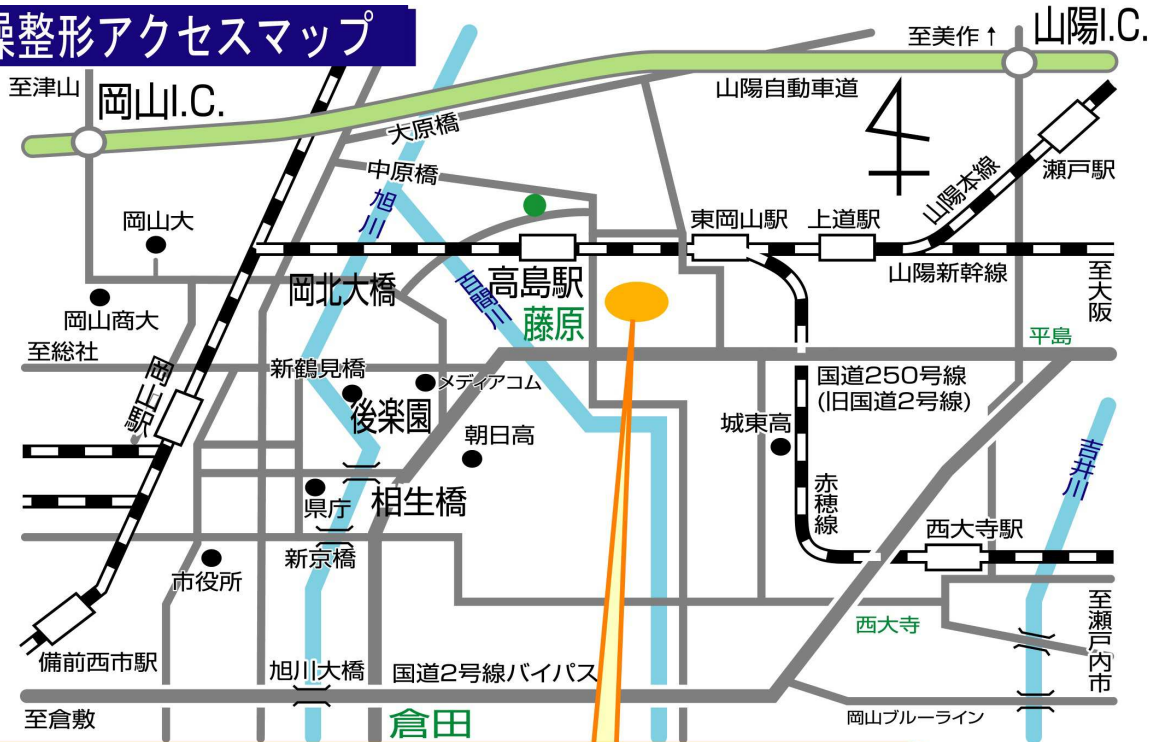 操整形アクセスマップ
至美作↑
山陽I.C.
至津山
岡山I.C.
山陽自動車道
大原橋
中原橋
瀬戸駅
山陽本線
旭川
岡山大
東岡山駅
上道駅
山陽新幹線
至大阪
岡北大橋
百間川
高島駅
岡山商大
藤原
平島
至総社
新鶴見橋
メディアコム
国道250号線
(旧国道2号線)
岡山駅
後楽園
朝日高
城東高
吉井川
県庁
相生橋
赤穂線
西大寺駅
新京橋
市役所
至瀬戸内市
西大寺
備前西市駅
旭川大橋
国道2号線バイパス
至倉敷
倉田
岡山ブルーライン